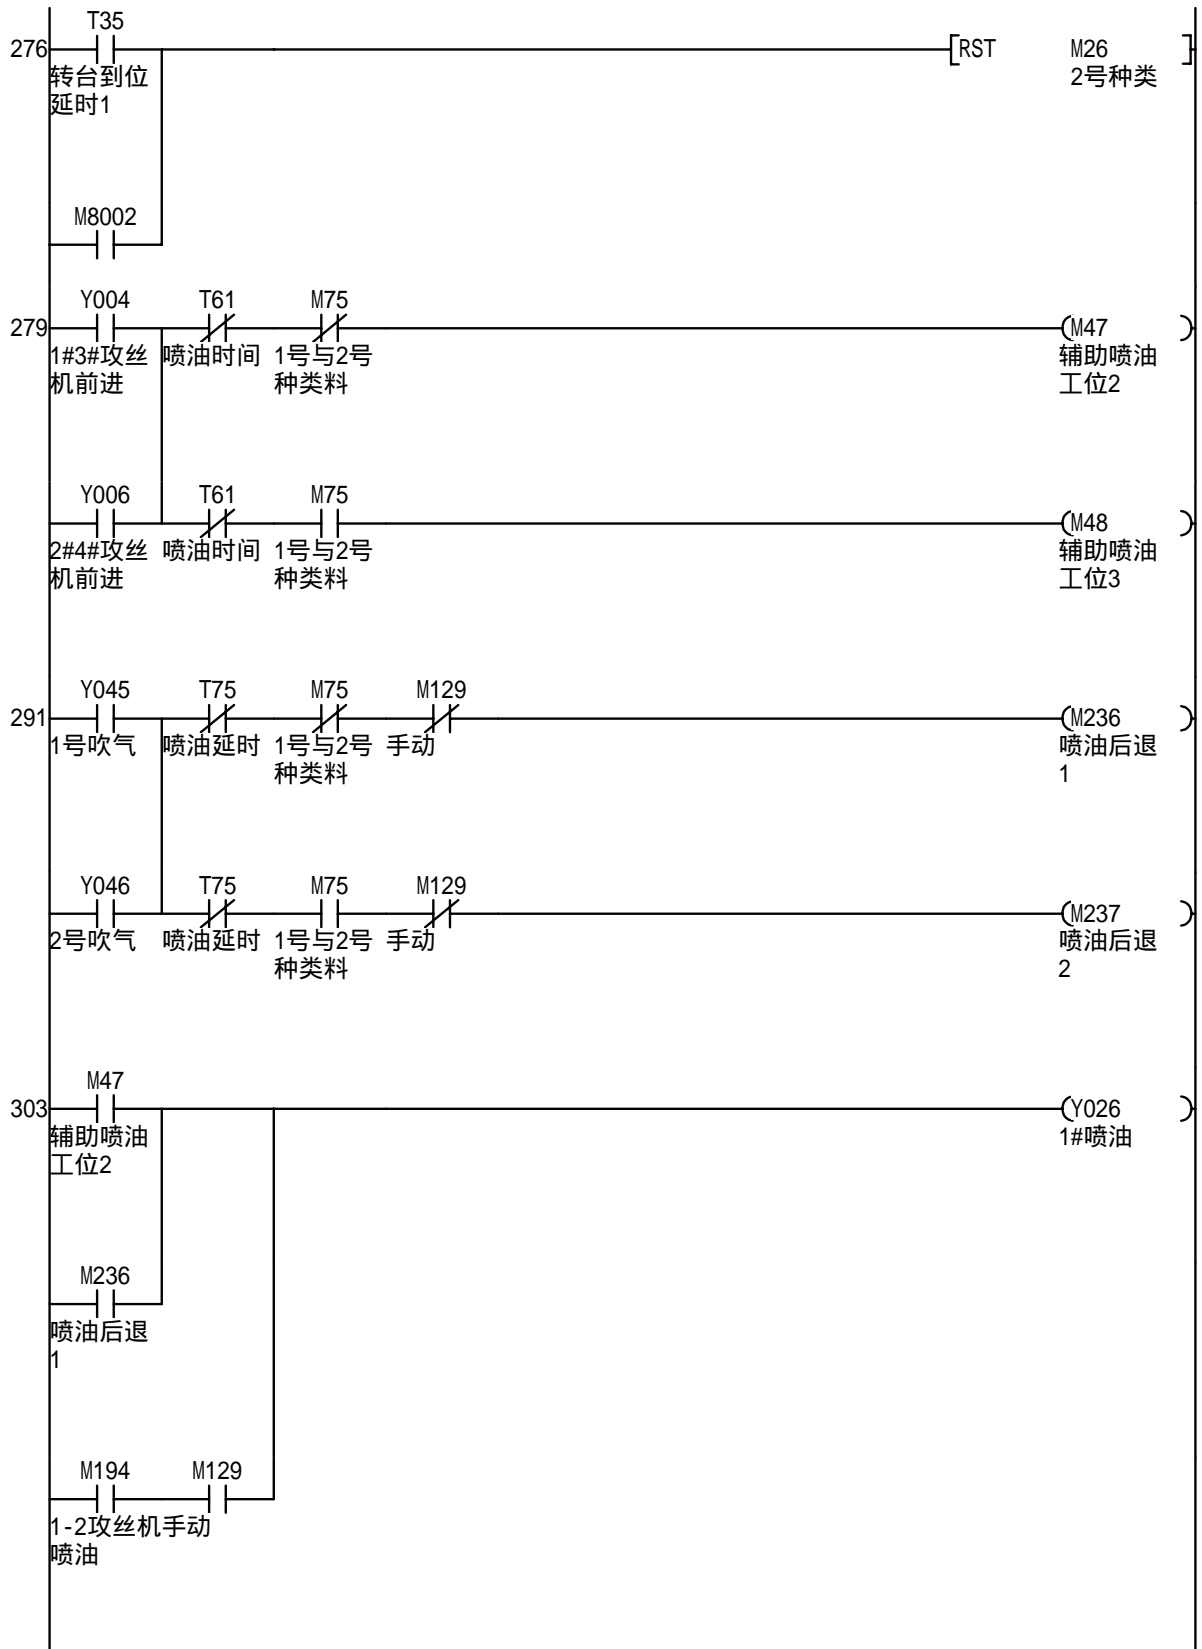 T35
276
RST M26
转台到位
延时1
2号种类
M8002
Y004 T61 M75
279
M47
1#3#攻丝
机前进
喷油时间
1号与2号
种类料
辅助喷油
工位2
Y006 T61 M75
M48
2#4#攻丝
机前进
喷油时间
1号与2号
种类料
辅助喷油
工位3
Y045 T75 M75 M129
291
M236
1号吹气
喷油延时
1号与2号
种类料
手动
喷油后退
1
Y046 T75 M75 M129
M237
2号吹气
喷油延时
1号与2号
种类料
手动
喷油后退
2
M47
303
Y026
辅助喷油
工位2
1#喷油
M236
喷油后退
1
M194 M129
1-2攻丝机
喷油
手动